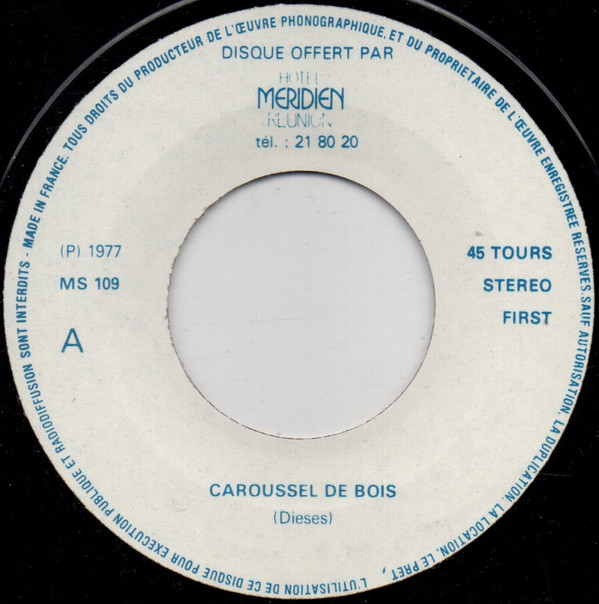 TOUS DROITS DU PRODUCTEUR DE L'ŒUVRE PHONOGRAPHIQUE, ET DU PROPRIETAIRE DE L'ŒUVRE ENREGISTREE RESERVES. SAUF AUTORISATION. LA DUPLICATION. LA LOCATION. LE PRET, L'UTILISATION DE CE DISQUE POUR EXECUTION PUBLIQUE ET RADIODIFFUSION SONT INTERDITS - MADE IN FRANCE.
DISQUE OFFERT PAR
HOTEL
MERIDIEN
REUNION
tél. : 21 80 20
(P) 1977
MS 109
A
45 TOURS
STEREO
FIRST
CAROUSSEL DE BOIS
(Dieses)